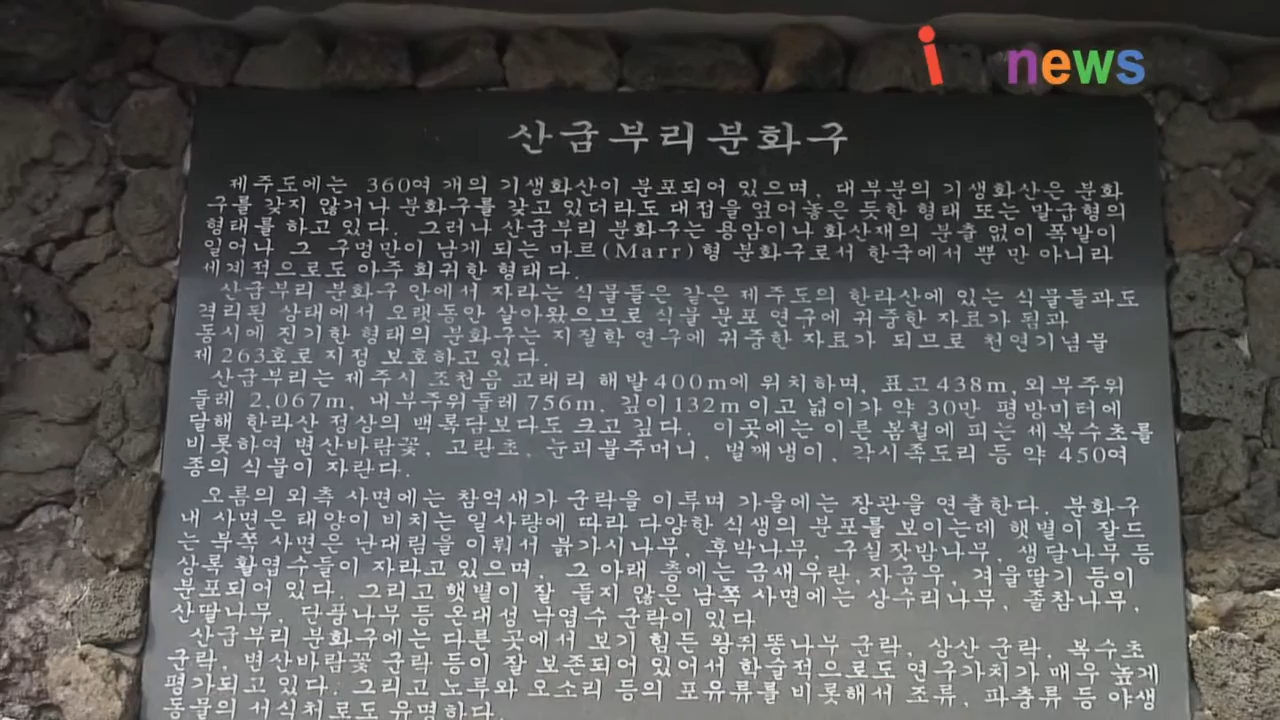 in news
산굼부리분화구
제주도에는 360여 개의 기생화산이 분포되어 있으며, 대부분의 기생화산은 분화
구를 갖지 않거나 분화구를 갖고 있더라도 대접을 엎어놓은 듯한 형태 또는 말굽형의
형태를 하고 있다. 그러나 산굼부리 분화구는 용암이나 화산재의 분출 없이 폭발이
일어나 그 구멍만이 남게 되는 마르(Marr)형 분화구로서 한국에서 뿐 만 아니라
세계적으로도 아주 희귀한 형태다.
산굼부리 분화구 안에서 자라는 식물들은 같은 제주도의 한라산에 있는 식물들과도
격리된 상태에서 오랫동안 살아왔으므로 식물 분포 연구에 귀중한 자료가 됨과
동시에 진기한 형태의 분화구는 지질학 연구에 귀중한 자료가 되므로 천연기념물
제263호로 지정 보호하고 있다.
산굼부리는 제주시 조천읍 교래리 해발400m에 위치하며, 표고438m, 외부주위
둘레 2,067m, 내부주위둘레756m, 깊이132m이고 넓이가 약 30만 평방미터에
달해 한라산 정상의 백록담보다도 크고 깊다. 이곳에는 이른 봄철에 피는 세복수초를
비롯하여 변산바람꽃, 고란초, 눈괴불주머니, 벌깨냉이, 각시족도리 등 약 450여
종의 식물이 자란다.
오름의 외측 사면에는 참억새가 군락을 이루며 가을에는 장관을 연출한다. 분화구
내 사면은 태양이 비치는 일사량에 따라 다양한 식생의 분포를 보이는데 햇볕이 잘드
는 북쪽 사면은 난대림을 이뤄서 붉가시나무, 후박나무, 구실잣밤나무, 생달나무 등
상록활엽수들이 자라고 있으며, 그 아래 층에는 금새우란, 자금우, 겨울딸기 등이
분포되어 있다. 그리고 햇볕이 잘 들지 않은 남쪽 사면에는 상수리나무, 졸참나무,
산딸나무, 단풍나무 등 온대성 낙엽수 군락이 있다
산굼부리 분화구에는 다른 곳에서 보기 힘든 왕쥐똥나무 군락, 상산 군락, 복수초
군락, 변산바람꽃 군락 등이 잘 보존되어 있어서 학술적으로도 연구가치가 매우 높게
평가되고 있다. 그리고 노루와 오소리 등의 포유류를 비롯해서 조류, 파충류 등 야생
동물의 서식처로도 유명하다.